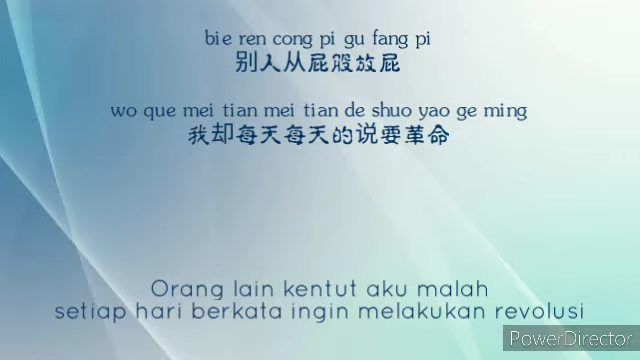 bie ren cong pi gu fang pi
别人从屁股放屁
wo que mei tian mei tian de shuo yao ge ming
我却每天每天的说要革命
Orang lain kentut aku malah
setiap hari berkata ingin melakukan revolusi
PowerDirector